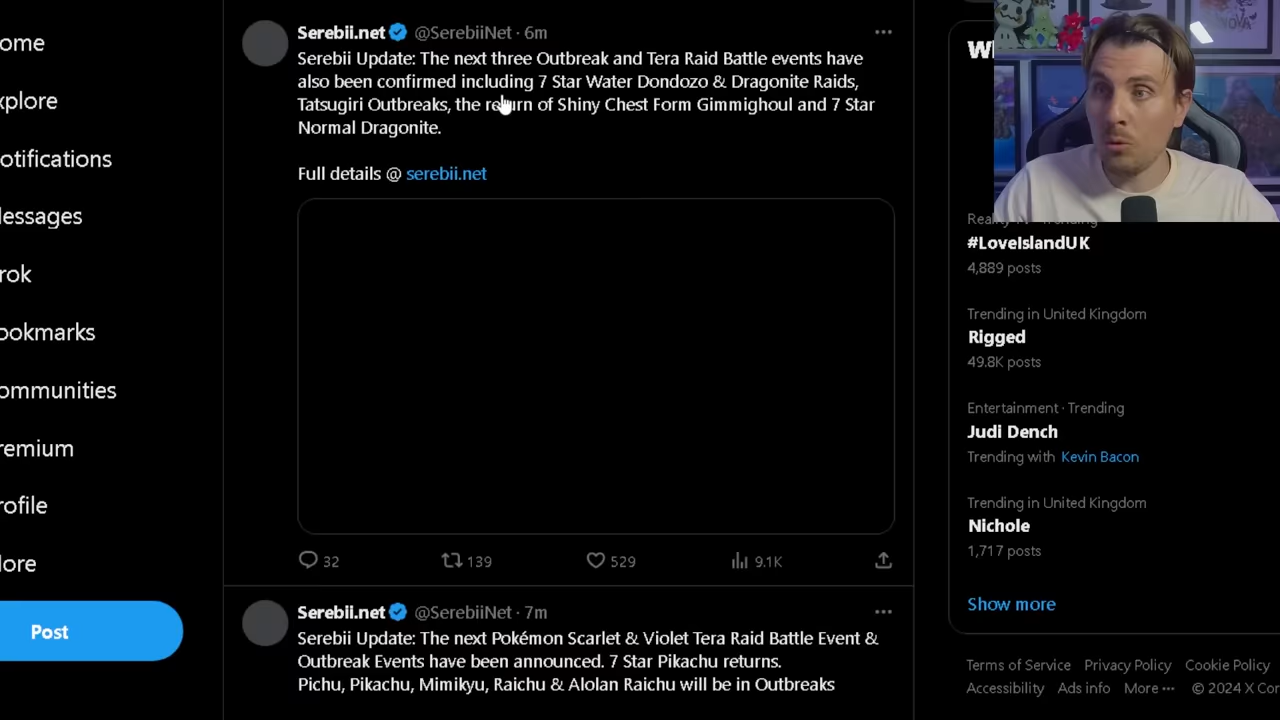 ome
xplore
otifications
lessages
rok
ookmarks
ommunities
remium
rofile
lore
Post
Serebii.net @SerebiiNet · 6m
Serebii Update: The next three Outbreak and Tera Raid Battle events have
also been confirmed including 7 Star Water Dondozo & Dragonite Raids,
Tatsugiri Outbreaks, the return of Shiny Chest Form Gimmighoul and 7 Star
Normal Dragonite.
Full details @ serebii.net
32 139 529 9.1K
Serebii.net @SerebiiNet · 7m
Serebii Update: The next Pokémon Scarlet & Violet Tera Raid Battle Event &
Outbreak Events have been announced. 7 Star Pikachu returns.
Pichu, Pikachu, Mimikyu, Raichu & Alolan Raichu will be in Outbreaks
Trending
#LoveIslandUK
4,889 posts
Trending in United Kingdom
Rigged
49.8K posts
Entertainment · Trending
Judi Dench
Trending with Kevin Bacon
Trending in United Kingdom
Nichole
1,717 posts
Show more
Terms of Service Privacy Policy Cookie Policy
Accessibility Ads info More ··· © 2024 X Cor